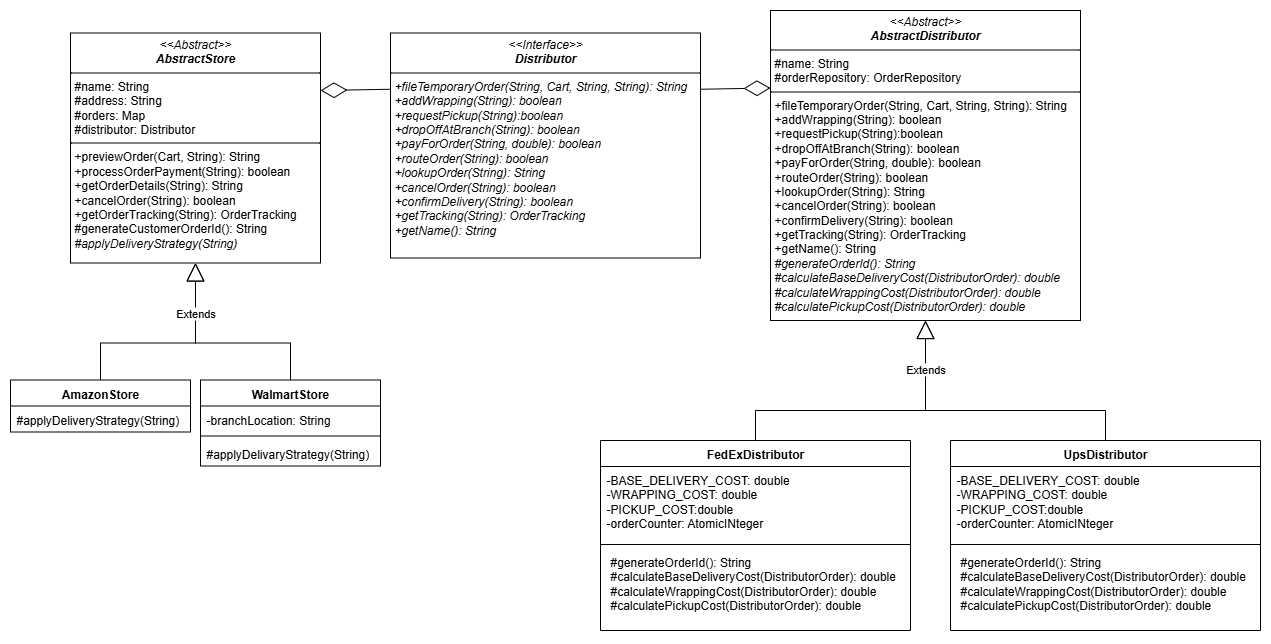 <<Abstract>>
AbstractStore
#name: String
#address: String
#orders: Map
#distributor: Distributor
+previewOrder(Cart, String): String
+processOrderPayment(String): boolean
+getOrderDetails(String): String
+cancelOrder(String): boolean
+getOrderTracking(String): OrderTracking
#generateCustomerOrderId(): String
#applyDeliveryStrategy(String)
<<Interface>>
Distributor
+fileTemporaryOrder(String, Cart, String, String): String
+addWrapping(String): boolean
+requestPickup(String):boolean
+dropOffAtBranch(String): boolean
+payForOrder(String, double): boolean
+routeOrder(String): boolean
+lookupOrder(String): String
+cancelOrder(String): boolean
+confirmDelivery(String): boolean
+getTracking(String): OrderTracking
+getName(): String
<<Abstract>>
AbstractDistributor
#name: String
#orderRepository: OrderRepository
+fileTemporaryOrder(String, Cart, String, String): String
+addWrapping(String): boolean
+requestPickup(String):boolean
+dropOffAtBranch(String): boolean
+payForOrder(String, double): boolean
+routeOrder(String): boolean
+lookupOrder(String): String
+cancelOrder(String): boolean
+confirmDelivery(String): boolean
+getTracking(String): OrderTracking
+getName(): String
#generateOrderId(): String
#calculateBaseDeliveryCost(DistributorOrder): double
#calculateWrappingCost(DistributorOrder): double
#calculatePickupCost(DistributorOrder): double
Extends
AmazonStore
#applyDeliveryStrategy(String)
WalmartStore
-branchLocation: String
#applyDelivaryStrategy(String)
Extends
FedExDistributor
-BASE_DELIVERY_COST: double
-WRAPPING_COST: double
-PICKUP_COST:double
-orderCounter: AtomicINteger
#generateOrderId(): String
#calculateBaseDeliveryCost(DistributorOrder): double
#calculateWrappingCost(DistributorOrder): double
#calculatePickupCost(DistributorOrder): double
UpsDistributor
-BASE_DELIVERY_COST: double
-WRAPPING_COST: double
-PICKUP_COST:double
-orderCounter: AtomicINteger
#generateOrderId(): String
#calculateBaseDeliveryCost(DistributorOrder): double
#calculateWrappingCost(DistributorOrder): double
#calculatePickupCost(DistributorOrder): double